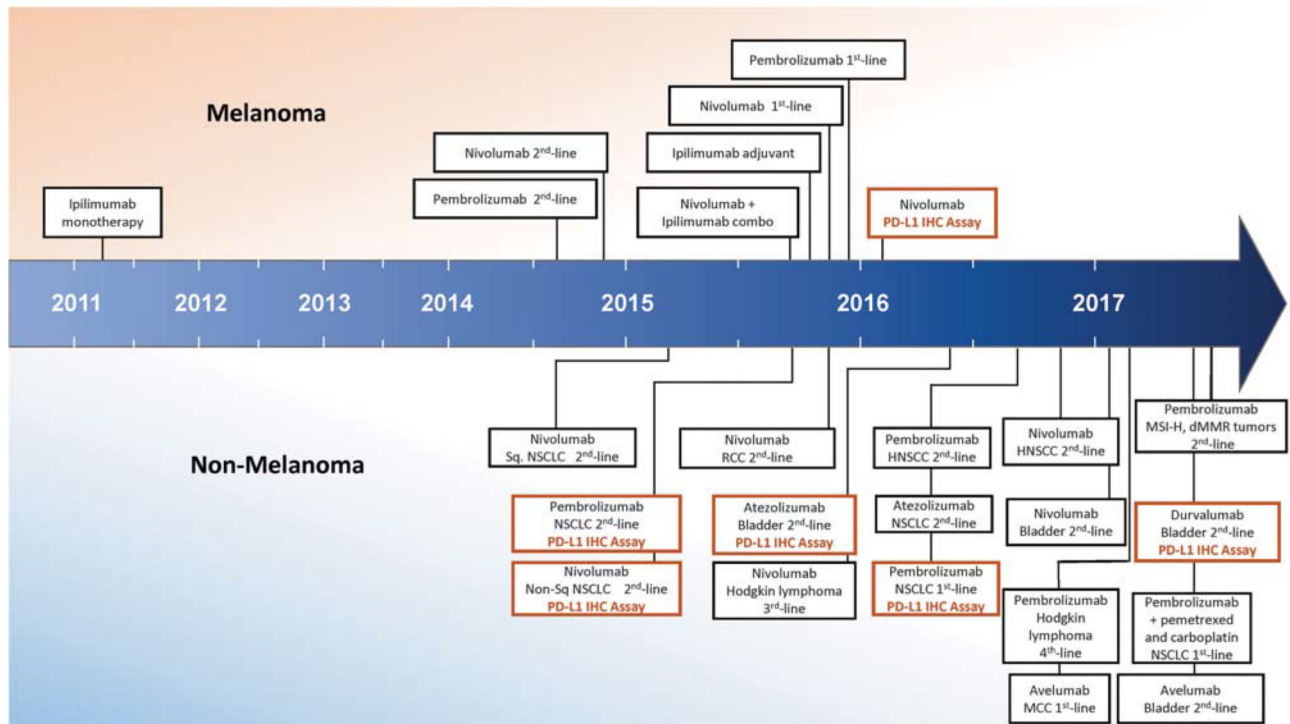 Melanoma
Ipilimumab
monotherapy
Nivolumab 2nd-line
Pembrolizumab 2nd-line
Pembrolizumab 1st-line
Nivolumab 1st-line
Ipilimumab adjuvant
Nivolumab +
Ipilimumab combo
Nivolumab
PD-L1 IHC Assay
2011 2012 2013 2014 2015 2016 2017
Non-Melanoma
Nivolumab
Sq. NSCLC 2nd-line
Pembrolizumab
NSCLC 2nd-line
PD-L1 IHC Assay
Nivolumab
Non-Sq NSCLC 2nd-line
PD-L1 IHC Assay
Nivolumab
RCC 2nd-line
Atezolizumab
Bladder 2nd-line
PD-L1 IHC Assay
Nivolumab
Hodgkin lymphoma
3rd-line
Pembrolizumab
HNSCC 2nd-line
Atezolizumab
NSCLC 2nd-line
Pembrolizumab
NSCLC 1st-line
PD-L1 IHC Assay
Nivolumab
HNSCC 2nd-line
Nivolumab
Bladder 2nd-line
Pembrolizumab
Hodgkin
lymphoma
4th-line
Avelumab
MCC 1st-line
Pembrolizumab
MSI-H, dMMR tumors
2nd-line
Durvalumab
Bladder 2nd-line
PD-L1 IHC Assay
Pembrolizumab
+ pemetrexed
and carboplatin
NSCLC 1st-line
Avelumab
Bladder 2nd-line